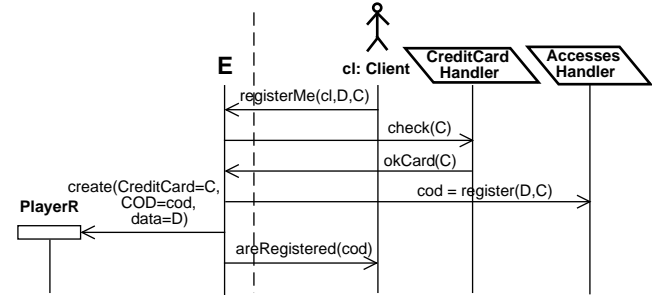 E
cl: Client
CreditCard
Handler
Accesses
Handler
registerMe(cl,D,C)
check(C)
okCard(C)
cod = register(D,C)
create(CreditCard=C,
COD=cod,
data=D)
PlayerR
areRegistered(cod)